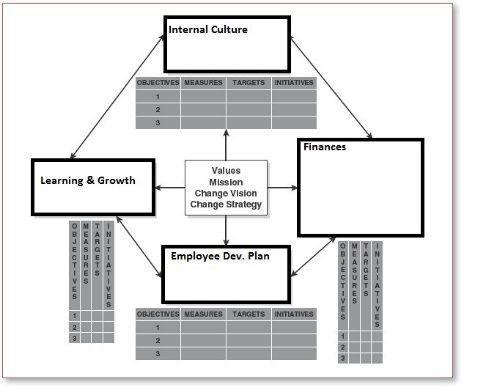 Internal Culture
OBJECTIVES MEASURES TARGETS INITIATIVES
1
2
3
Finances
Learning & Growth
Values
Mission
Change Vision
Change Strategy
OBJECTIVES MEASURES TARGETS INITIATIVES
1
2
3
Employee Dev. Plan
OBJECTIVES MEASURES TARGETS INITIATIVES
1
2
3
OBJECTIVES MEASURES TARGETS INITIATIVES
1
2
3